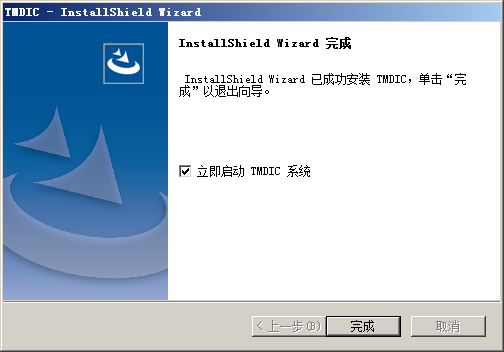 TMDIC - InstallShield Wizard
InstallShield Wizard 完成
InstallShield Wizard 已成功安装 TMDIC，单击“完
成”以退出向导。
立即启动 TMDIC 系统
< 上一步(B)
完成
取消